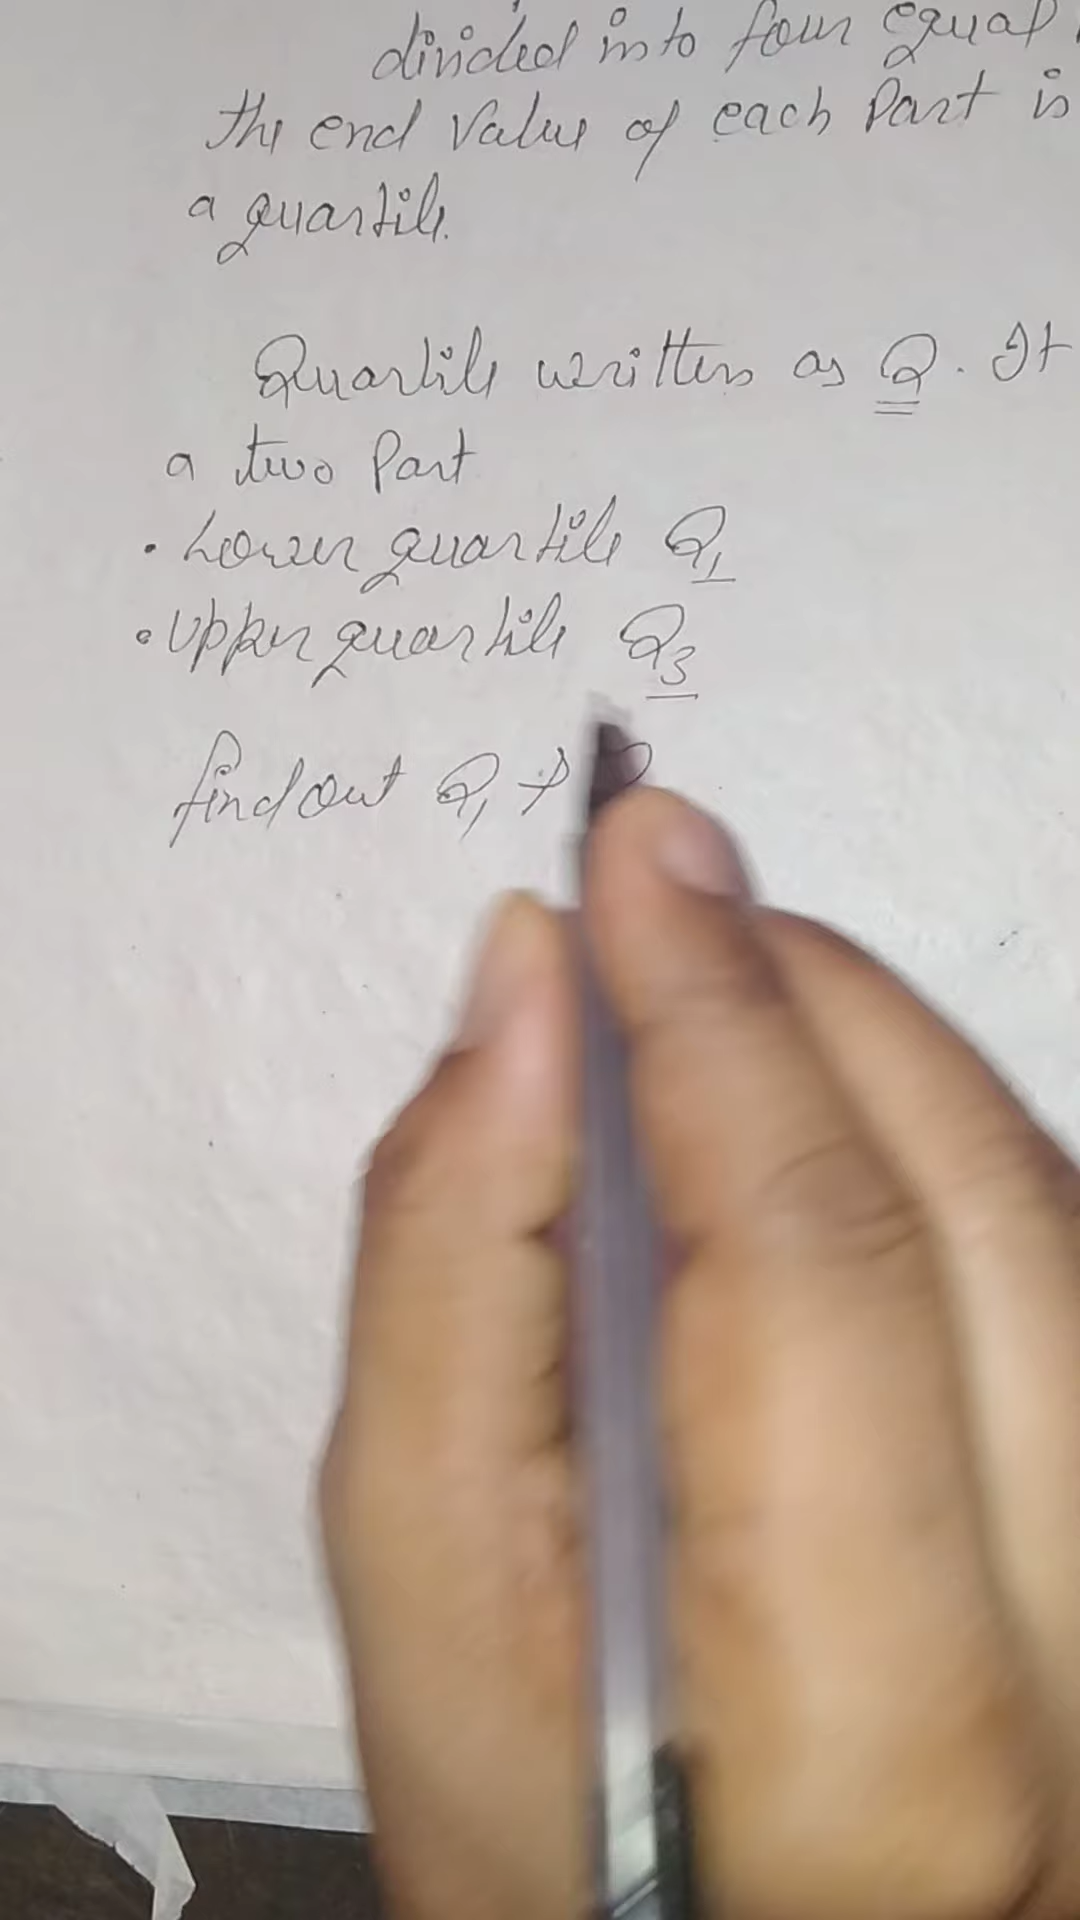 divided into four equal
the end value of each Part is
a quartile.
Quartile written as Q. It
a two Part
• Lower quartile Q1
• Upper quartile Q3
find out Q1